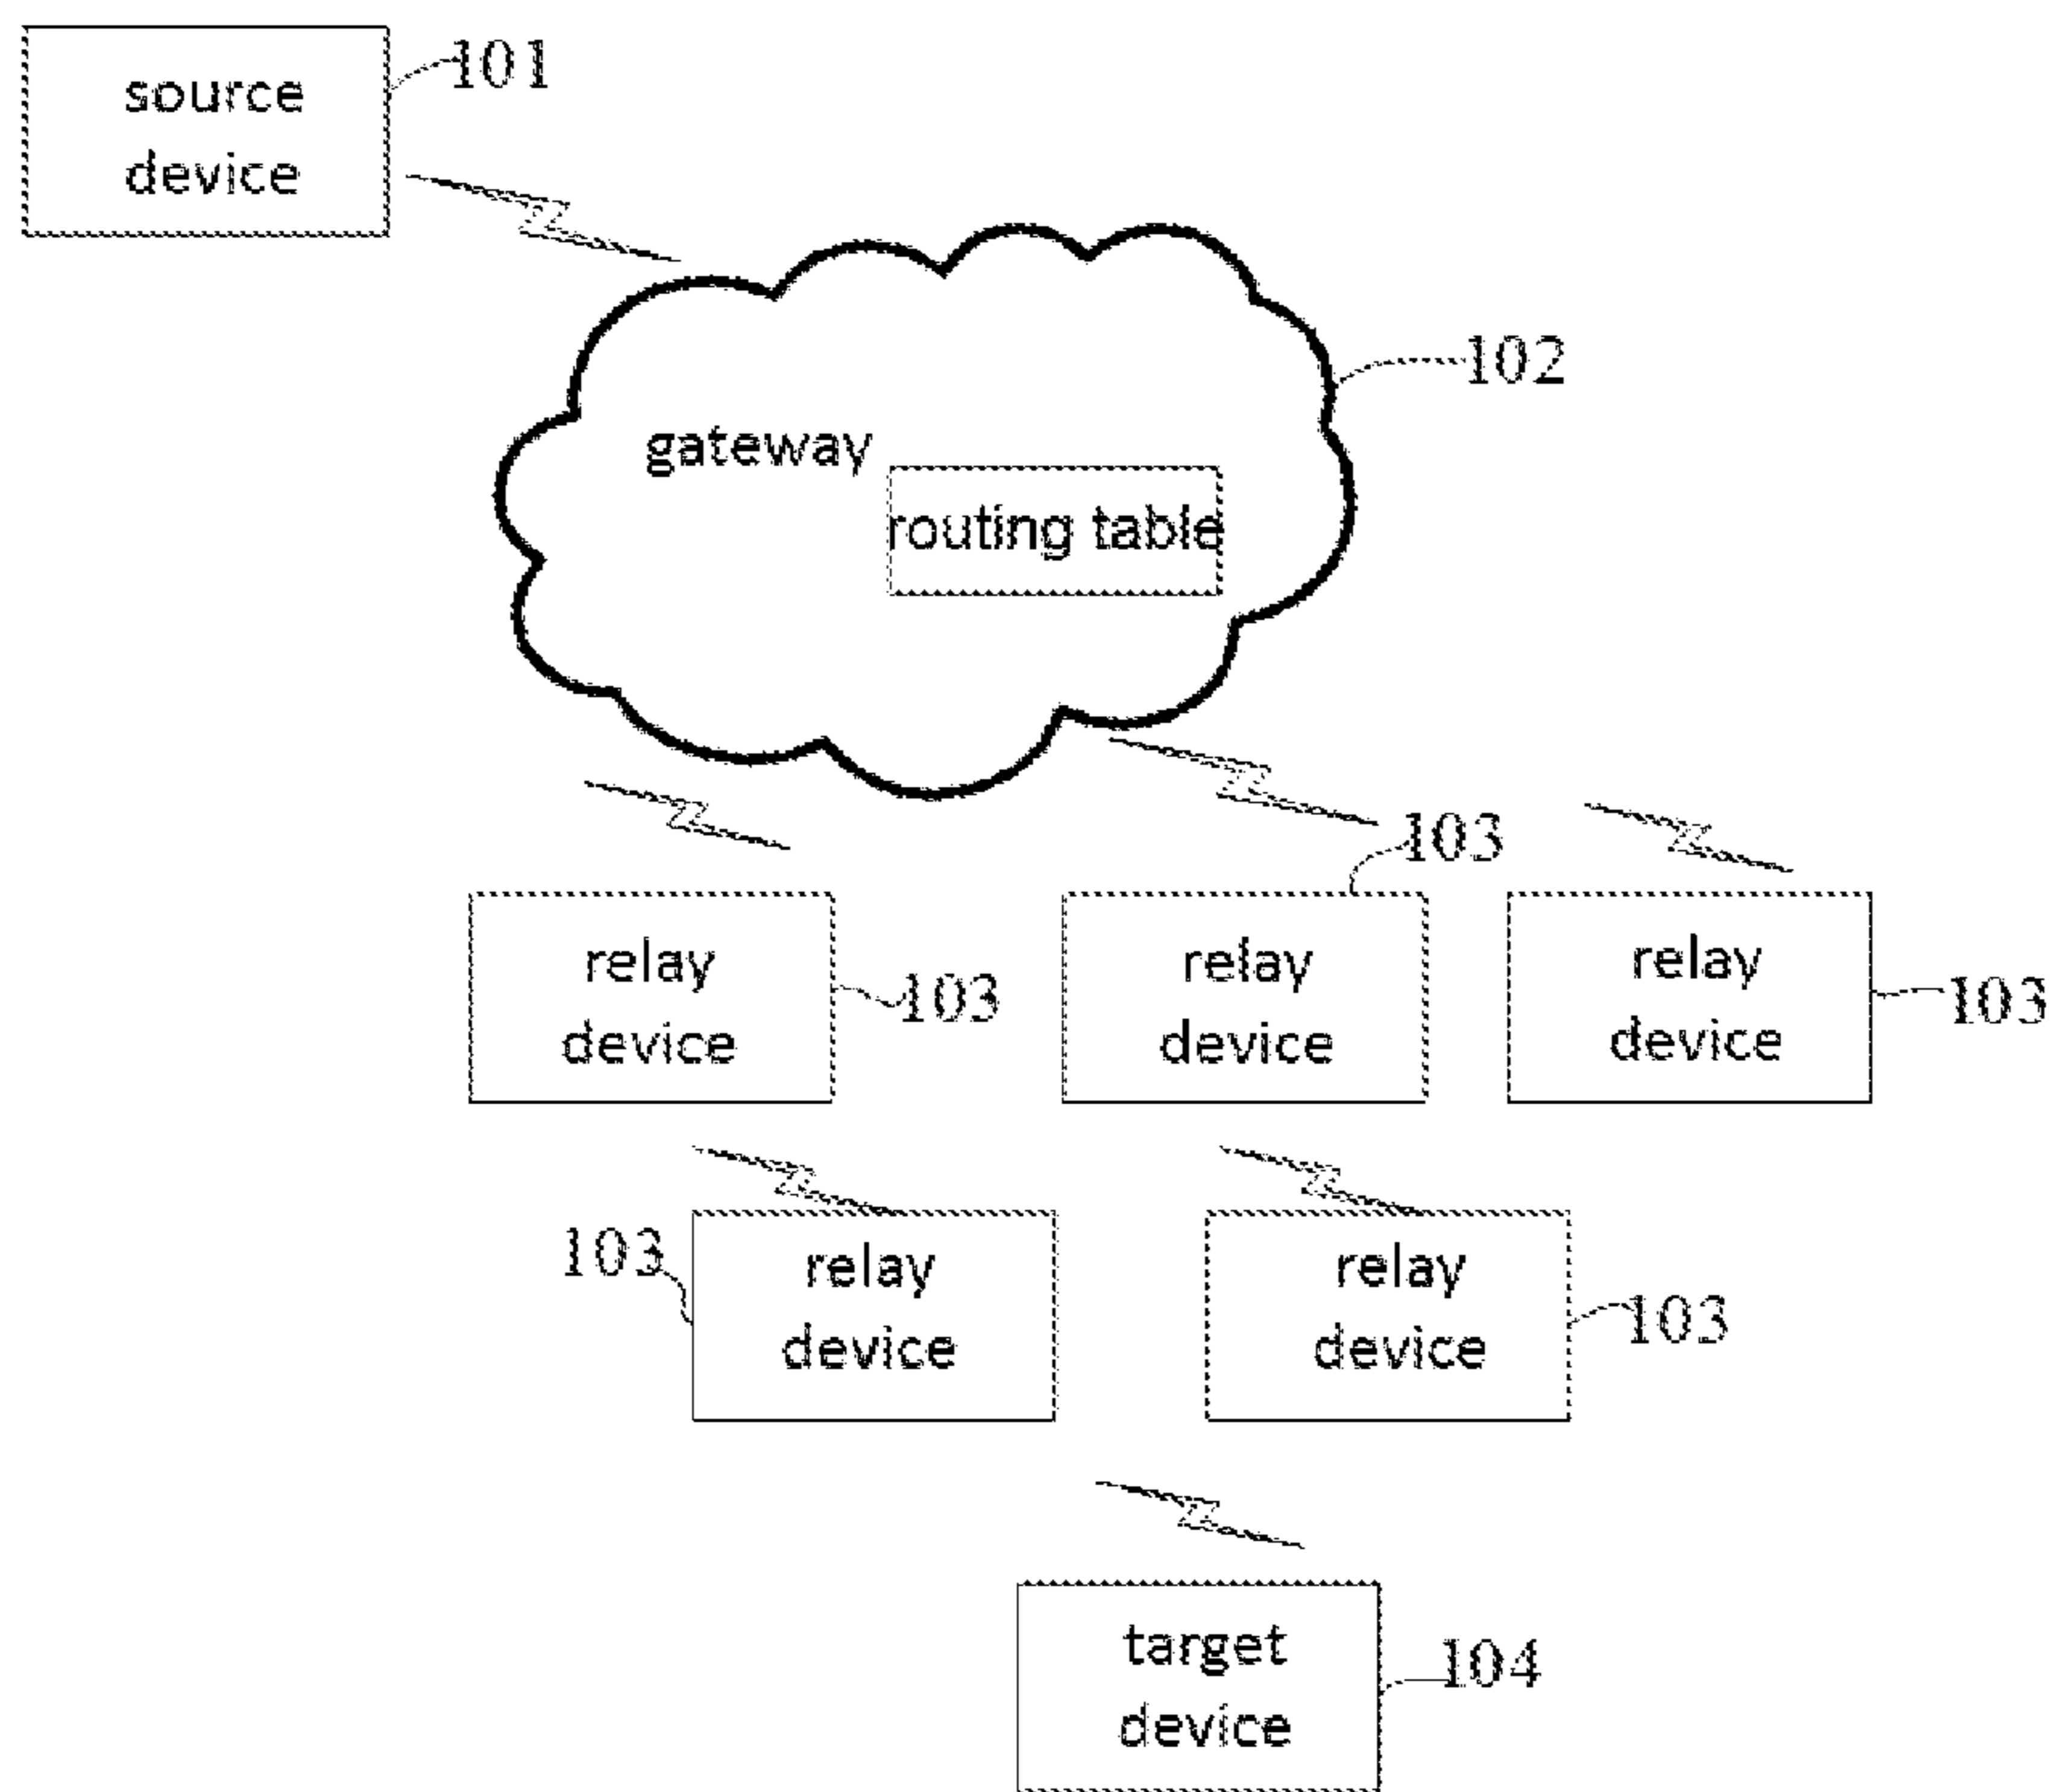 source
device
101
102
gateway
routing table
103
relay
device
103
relay
device
relay
device
103
103
relay
device
relay
device
103
target
device
104